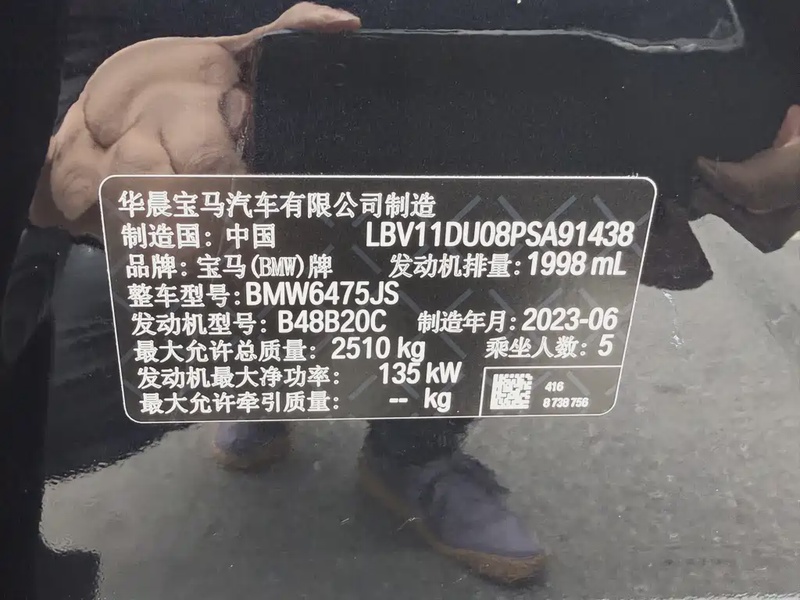 华晨宝马汽车有限公司制造
制造国：中国 LBV11DU08PSA91438
品牌：宝马(BMW)牌 发动机排量：1998 mL
整车型号：BMW6475JS
发动机型号：B48B20C 制造年月：2023-06
最大允许总质量：2510 kg 乘坐人数：5
发动机最大净功率：135 kW
最大允许牵引质量：-- kg
416
8 738 756